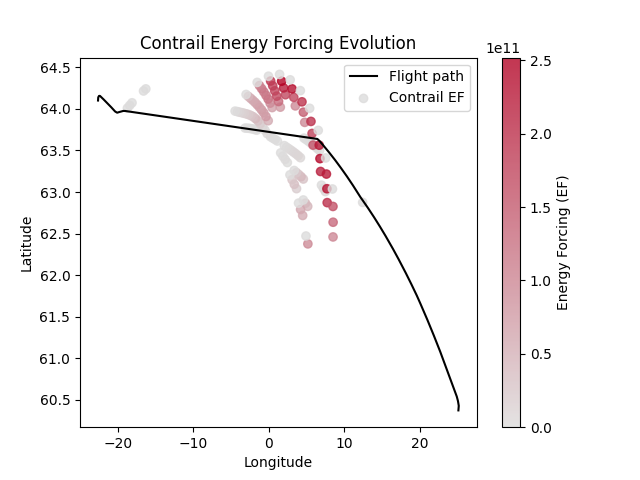 Contrail Energy Forcing Evolution
1e11
Flight path
Contrail EF
64.5
64.0
63.5
63.0
62.5
62.0
61.5
61.0
60.5
Latitude
−20
−10
0
10
20
Longitude
2.5
2.0
1.5
1.0
0.5
0.0
Energy Forcing (EF)